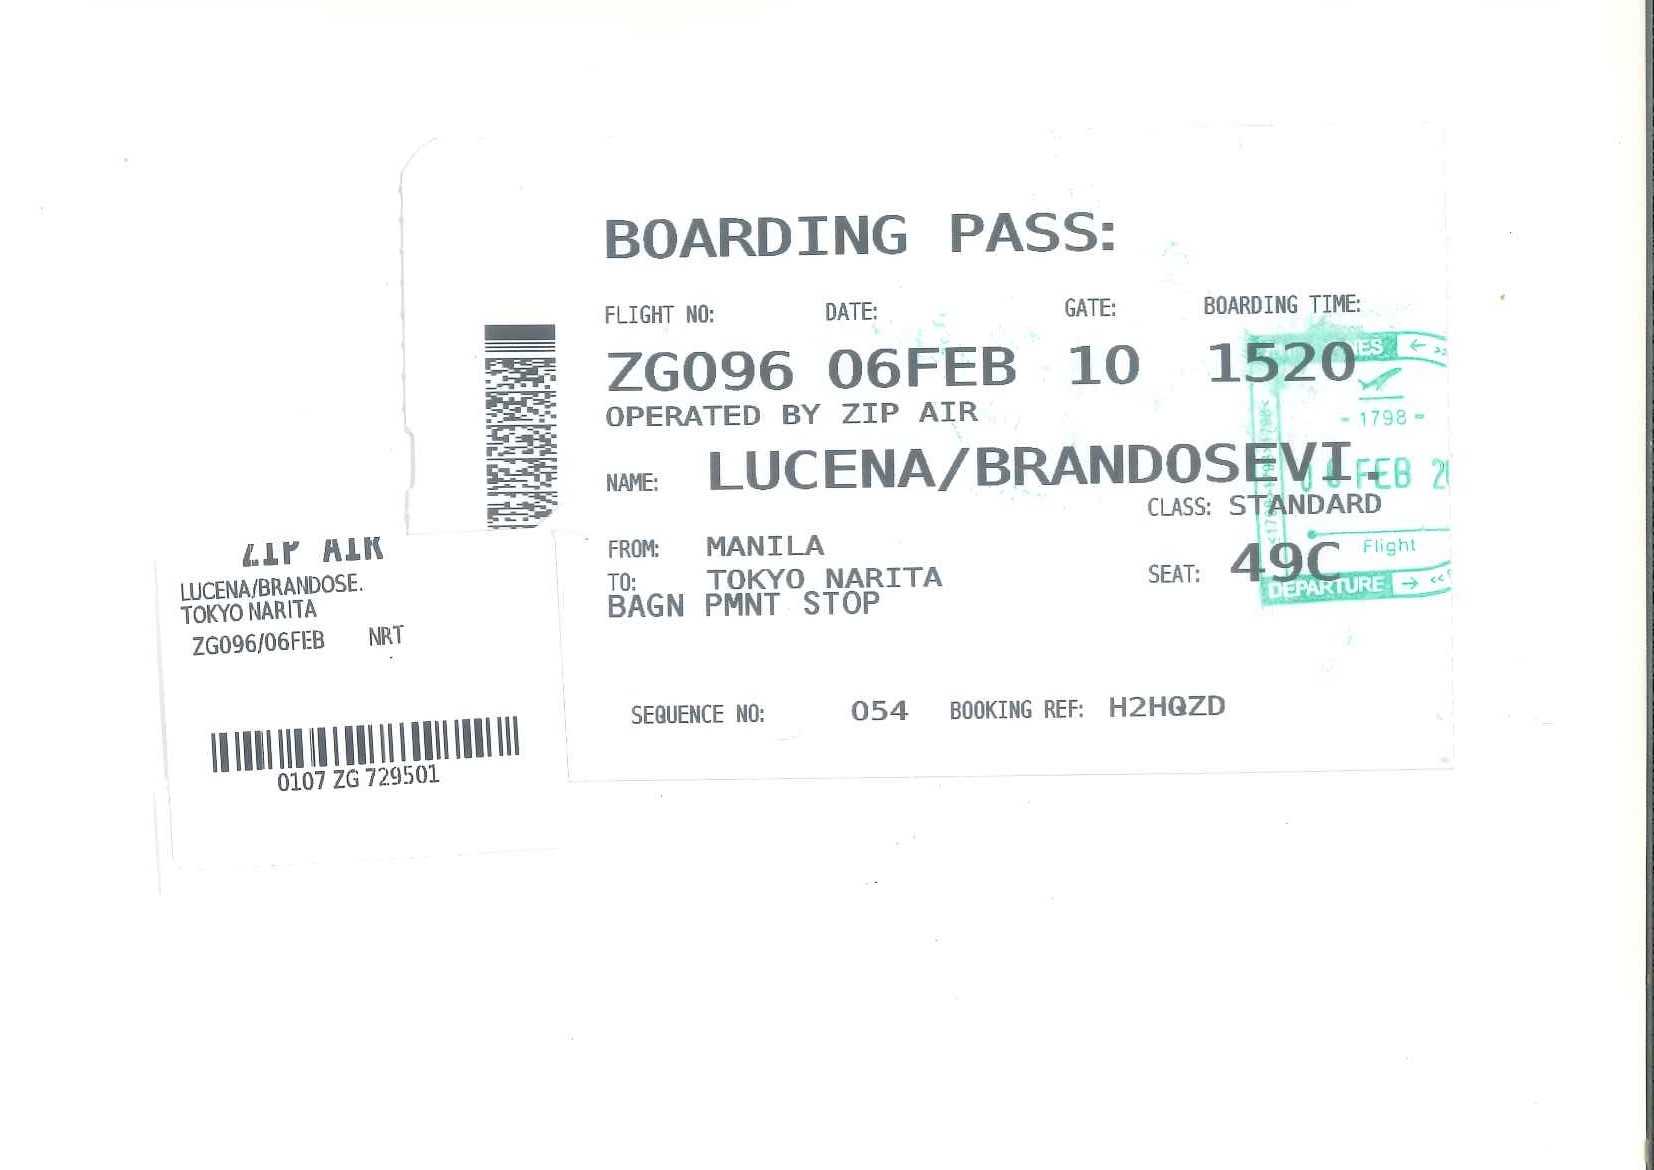 BOARDING PASS:
FLIGHT NO: DATE: GATE: BOARDING TIME:
ZG096 06FEB 10 1520
OPERATED BY ZIP AIR
NAME: LUCENA/BRANDOSEVI.
CLASS: STANDARD
FROM: MANILA
TO: TOKYO NARITA
SEAT: 49C
BAGN PMNT STOP
SEQUENCE NO: 054 BOOKING REF: H2HQZD
- 1798 -
FEB
Flight
DEPARTURE
ZIP AIR
LUCENA/BRANDOSE.
TOKYO NARITA
ZG096/06FEB NRT
0107 ZG 729501